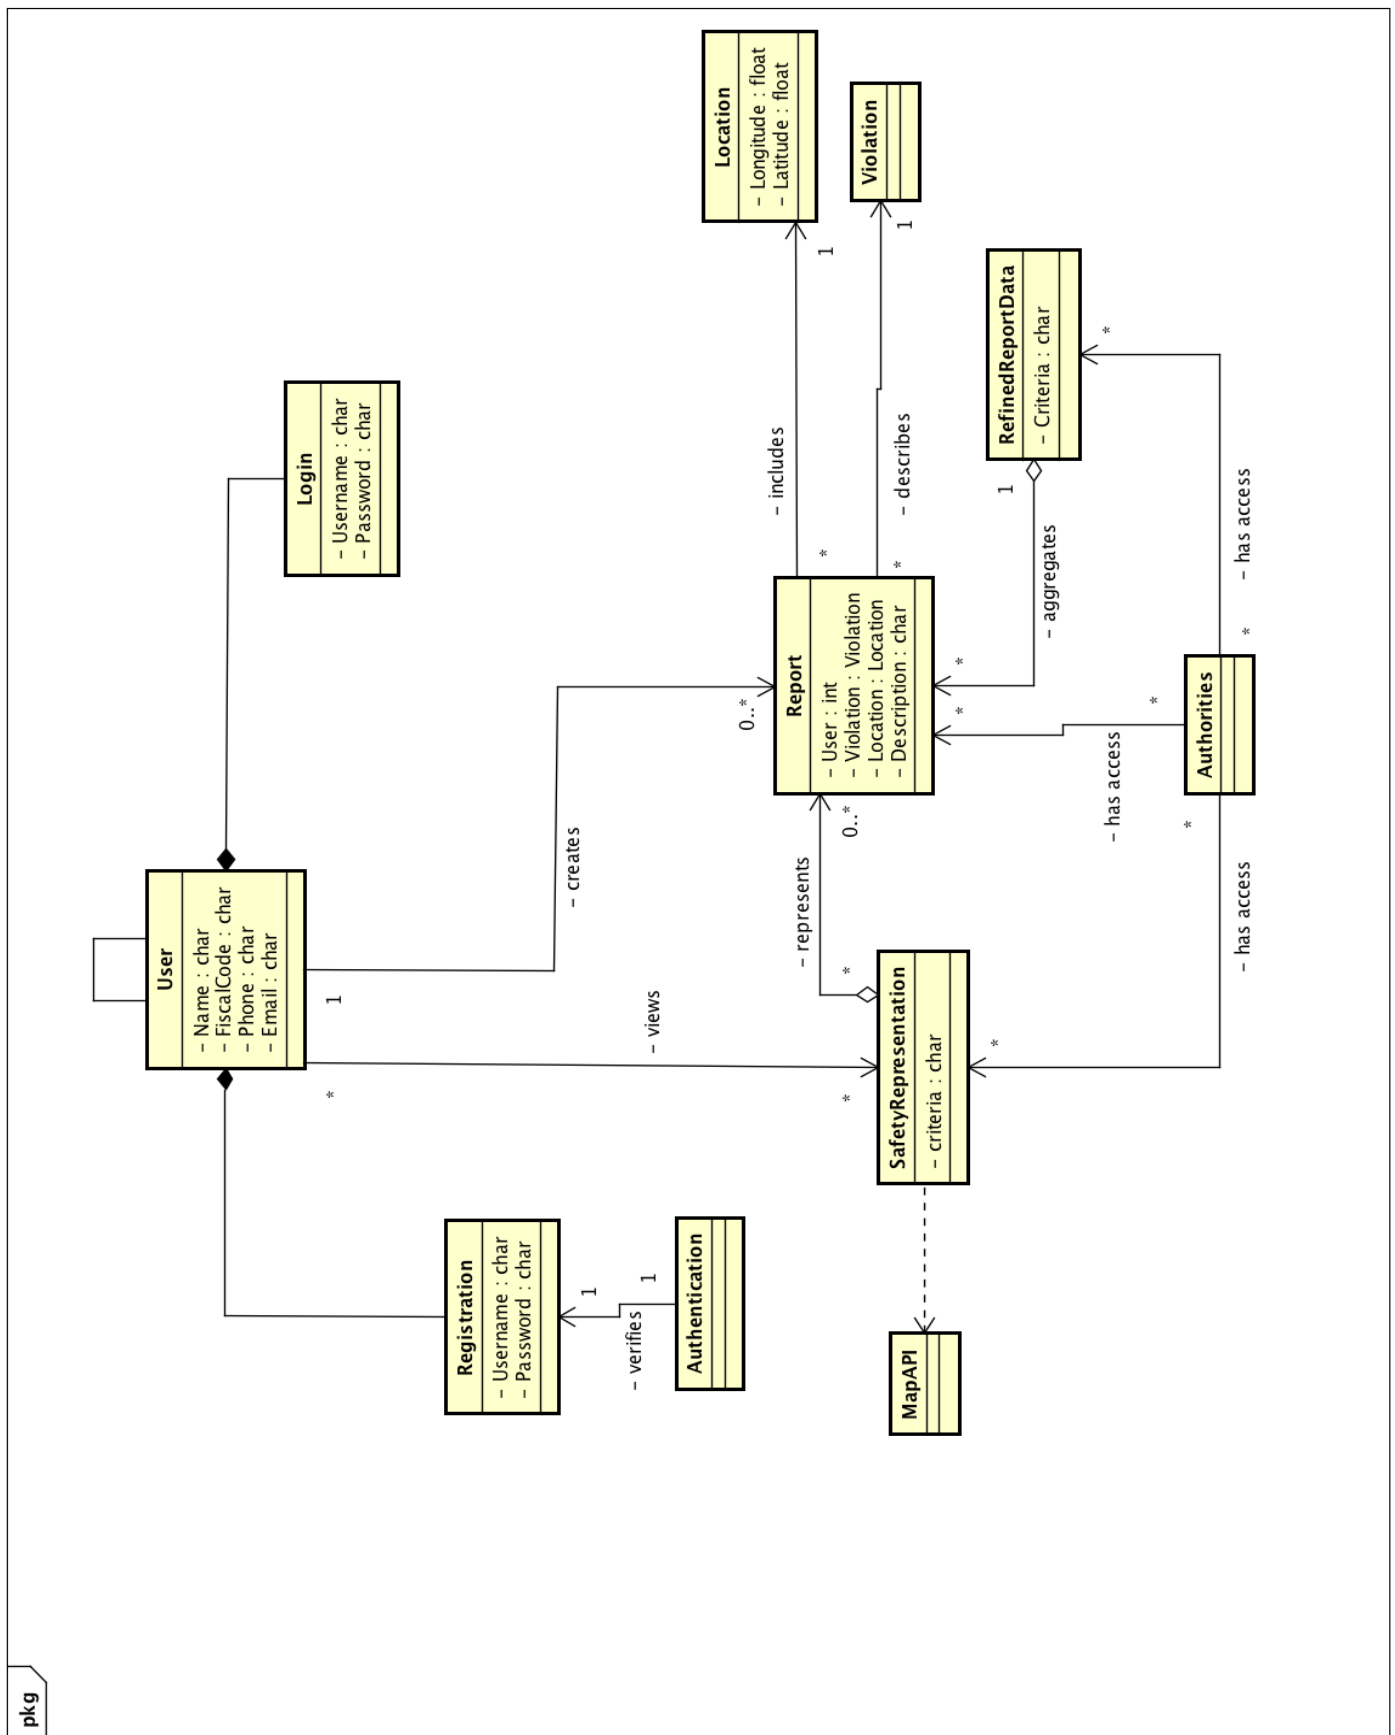 pkg
User
- Name : char
- FiscalCode : char
- Phone : char
- Email : char
Login
- Username : char
- Password : char
Registration
- Username : char
- Password : char
1
- verifies
1
Authentication
*
- views
*
1
- creates
0..*
SafetyRepresentation
- criteria : char
*
- represents
0..*
MapAPI
Report
- User : int
- Violation : Violation
- Location : Location
- Description : char
*
- includes
1
Location
- Longitude : float
- Latitude : float
*
- describes
1
Violation
RefinedReportData
- Criteria : char
1
- aggregates
*
*
- has access
*
Authorities
*
- has access
*
*
- has access
*